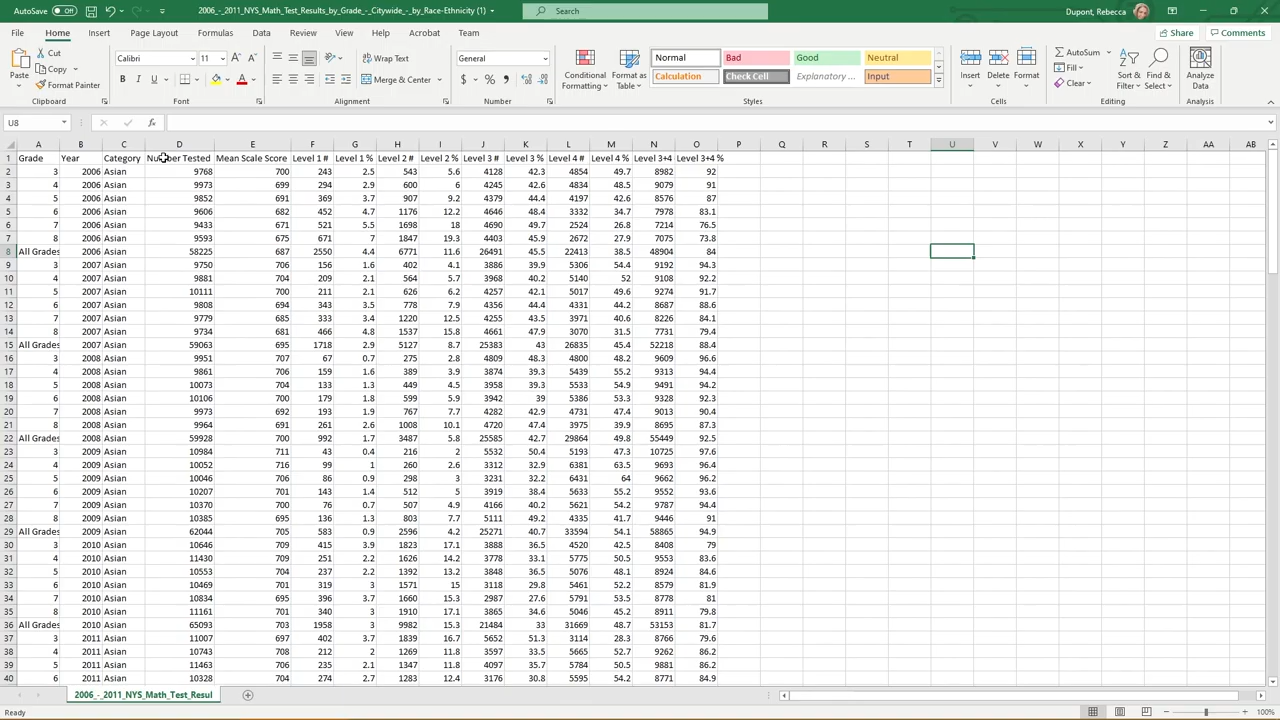 AutoSave Off 2006_-_2011_NYS_Math_Test_Results_by_Grade_-_Citywide_-_by_Race-Ethnicity (1) Search Dupont, Rebecca
File Home Insert Page Layout Formulas Data Review View Help Acrobat Team Share Comments
Paste Cut Copy Format Painter Clipboard
Calibri 11 A A B I U A Font
Wrap Text Merge & Center Alignment
General $ % Number
Conditional Formatting Format as Table Normal Bad Good Neutral Calculation Check Cell Explanatory ... Input Styles
Insert Delete Format Cells
AutoSum Fill Clear Sort & Filter Find & Select Editing
Analyze Data Analysis
U8 fx
A B C D E F G H I J K L M N O P Q R S T U V W X Y Z AA AB
1 Grade Year Category Number Tested Mean Scale Score Level 1 # Level 1 % Level 2 # Level 2 % Level 3 # Level 3 % Level 4 # Level 4 % Level 3+4 Level 3+4 %
2 3 2006 Asian 9768 700 243 2.5 543 5.6 4128 42.3 4854 49.7 8982 92
3 4 2006 Asian 9973 699 294 2.9 600 6 4245 42.6 4834 48.5 9079 91
4 5 2006 Asian 9852 691 369 3.7 907 9.2 4379 44.4 4197 42.6 8576 87
5 6 2006 Asian 9606 682 452 4.7 1176 12.2 4646 48.4 3332 34.7 7978 83.1
6 7 2006 Asian 9433 671 521 5.5 1698 18 4690 49.7 2524 26.8 7214 76.5
7 8 2006 Asian 9593 675 671 7 1847 19.3 4403 45.9 2672 27.9 7075 73.8
8 All Grades 2006 Asian 58225 687 2550 4.4 6771 11.6 26491 45.5 22413 38.5 48904 84
9 3 2007 Asian 9750 706 156 1.6 402 4.1 3886 39.9 5306 54.4 9192 94.3
10 4 2007 Asian 9881 704 209 2.1 564 5.7 3968 40.2 5140 52 9108 92.2
11 5 2007 Asian 10111 700 211 2.1 626 6.2 4257 42.1 5017 49.6 9274 91.7
12 6 2007 Asian 9808 694 343 3.5 778 7.9 4356 44.4 4331 44.2 8687 88.6
13 7 2007 Asian 9779 685 333 3.4 1220 12.5 4255 43.5 3971 40.6 8226 84.1
14 8 2007 Asian 9734 681 466 4.8 1537 15.8 4661 47.9 3070 31.5 7731 79.4
15 All Grades 2007 Asian 59063 695 1718 2.9 5127 8.7 25383 43 26835 45.4 52218 88.4
16 3 2008 Asian 9951 707 67 0.7 275 2.8 4809 48.3 4800 48.2 9609 96.6
17 4 2008 Asian 9861 706 159 1.6 389 3.9 3874 39.3 5439 55.2 9313 94.4
18 5 2008 Asian 10073 704 133 1.3 449 4.5 3958 39.3 5533 54.9 9491 94.2
19 6 2008 Asian 10106 700 179 1.8 599 5.9 3942 39 5386 53.3 9328 92.3
20 7 2008 Asian 9973 692 193 1.9 767 7.7 4282 42.9 4731 47.4 9013 90.4
21 8 2008 Asian 9964 691 261 2.6 1008 10.1 4720 47.4 3975 39.9 8695 87.3
22 All Grades 2008 Asian 59928 700 992 1.7 3487 5.8 25585 42.7 29864 49.8 55449 92.5
23 3 2009 Asian 10984 711 43 0.4 216 2 5532 50.4 5193 47.3 10725 97.6
24 4 2009 Asian 10052 716 99 1 260 2.6 3312 32.9 6381 63.5 9693 96.4
25 5 2009 Asian 10046 706 86 0.9 298 3 3231 32.2 6431 64 9662 96.2
26 6 2009 Asian 10207 701 143 1.4 512 5 3919 38.4 5633 55.2 9552 93.6
27 7 2009 Asian 10370 700 76 0.7 507 4.9 4166 40.2 5621 54.2 9787 94.4
28 8 2009 Asian 10385 695 136 1.3 803 7.7 5111 49.2 4335 41.7 9446 91
29 All Grades 2009 Asian 62044 705 583 0.9 2596 4.2 25271 40.7 33594 54.1 58865 94.9
30 3 2010 Asian 10646 709 415 3.9 1823 17.1 3888 36.5 4520 42.5 8408 79
31 4 2010 Asian 11430 709 251 2.2 1626 14.2 3778 33.1 5775 50.5 9553 83.6
32 5 2010 Asian 10553 704 237 2.2 1392 13.2 3848 36.5 5076 48.1 8924 84.6
33 6 2010 Asian 10469 701 319 3 1571 15 3118 29.8 5461 52.2 8579 81.9
34 7 2010 Asian 10834 695 396 3.7 1660 15.3 2987 27.6 5791 53.5 8778 81
35 8 2010 Asian 11161 701 340 3 1910 17.1 3865 34.6 5046 45.2 8911 79.8
36 All Grades 2010 Asian 65093 703 1958 3 9982 15.3 21484 33 31669 48.7 53153 81.7
37 3 2011 Asian 11007 697 402 3.7 1839 16.7 5652 51.3 3114 28.3 8766 79.6
38 4 2011 Asian 10743 708 212 2 1269 11.8 3597 33.5 5665 52.7 9262 86.2
39 5 2011 Asian 11463 706 235 2.1 1347 11.8 4097 35.7 5784 50.5 9881 86.2
40 6 2011 Asian 10328 704 274 2.7 1283 12.4 3176 30.8 5595 54.2 8771 84.9
2006_-_2011_NYS_Math_Test_Resul
Ready 100%